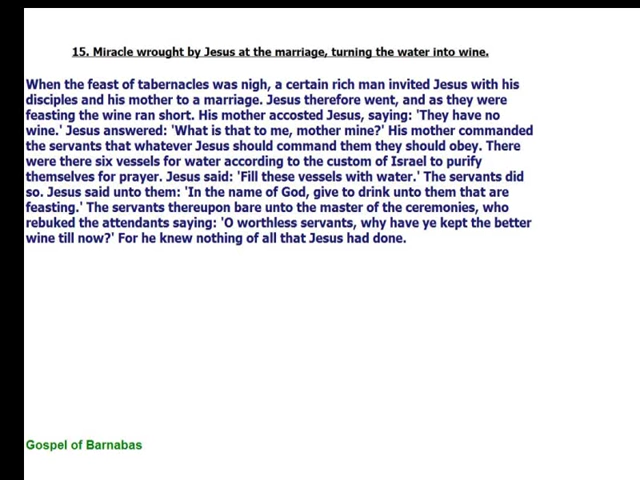 15. Miracle wrought by Jesus at the marriage, turning the water into wine.
When the feast of tabernacles was nigh, a certain rich man invited Jesus with his
disciples and his mother to a marriage. Jesus therefore went, and as they were
feasting the wine ran short. His mother accosted Jesus, saying: 'They have no
wine.' Jesus answered: 'What is that to me, mother mine?' His mother commanded
the servants that whatever Jesus should command them they should obey. There
were there six vessels for water according to the custom of Israel to purify
themselves for prayer. Jesus said: 'Fill these vessels with water.' The servants did
so. Jesus said unto them: 'In the name of God, give to drink unto them that are
feasting.' The servants thereupon bare unto the master of the ceremonies, who
rebuked the attendants saying: 'O worthless servants, why have ye kept the better
wine till now?' For he knew nothing of all that Jesus had done.
Gospel of Barnabas